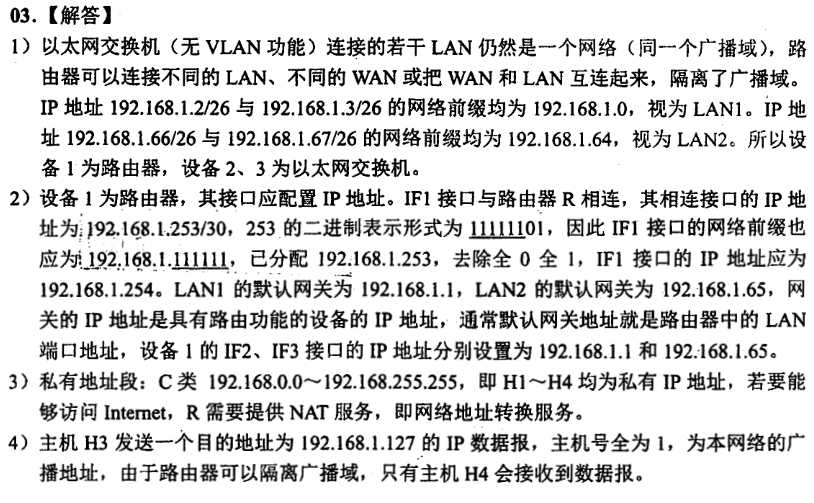 03.【解答】
1）以太网交换机（无 VLAN 功能）连接的若干 LAN 仍然是一个网络（同一个广播域），路
由器可以连接不同的 LAN、不同的 WAN 或把 WAN 和 LAN 互连起来，隔离了广播域。
IP 地址 192.168.1.2/26 与 192.168.1.3/26 的网络前缀均为 192.168.1.0，视为 LAN1。IP 地
址 192.168.1.66/26 与 192.168.1.67/26 的网络前缀均为 192.168.1.64，视为 LAN2。所以设
备 1 为路由器，设备 2、3 为以太网交换机。
2）设备 1 为路由器，其接口应配置 IP 地址。IF1 接口与路由器 R 相连，其相连接口的 IP 地
址为 192.168.1.253/30，253 的二进制表示形式为 11111101，因此 IF1 接口的网络前缀也
应为 192.168.1.111111，已分配 192.168.1.253，去除全 0 全 1，IF1 接口的 IP 地址应为
192.168.1.254。LAN1 的默认网关为 192.168.1.1，LAN2 的默认网关为 192.168.1.65，网
关的 IP 地址是具有路由功能的设备的 IP 地址，通常默认网关地址就是路由器中的 LAN
端口地址，设备 1 的 IF2、IF3 接口的 IP 地址分别设置为 192.168.1.1 和 192.168.1.65。
3）私有地址段：C 类 192.168.0.0～192.168.255.255，即 H1～H4 均为私有 IP 地址，若要能
够访问 Internet，R 需要提供 NAT 服务，即网络地址转换服务。
4）主机 H3 发送一个目的地址为 192.168.1.127 的 IP 数据报，主机号全为 1，为本网络的广
播地址，由于路由器可以隔离广播域，只有主机 H4 会接收到数据报。